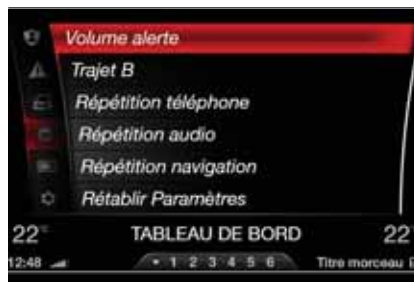 Volume alerte
Trajet B
Répétition téléphone
Répétition audio
Répétition navigation
Rétablir Paramètres
22° TABLEAU DE BORD 22
12:48 • 1 2 3 4 5 6 Titre morceau